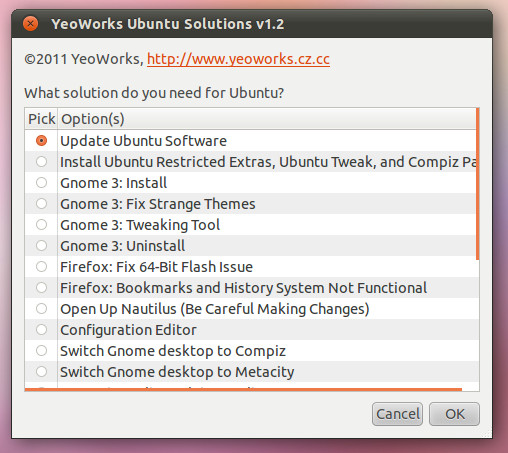 YeoWorks Ubuntu Solutions v1.2
©2011 YeoWorks, http://www.yeoworks.cz.cc
What solution do you need for Ubuntu?
Pick Option(s)
Update Ubuntu Software
Install Ubuntu Restricted Extras, Ubuntu Tweak, and Compiz Pa
Gnome 3: Install
Gnome 3: Fix Strange Themes
Gnome 3: Tweaking Tool
Gnome 3: Uninstall
Firefox: Fix 64-Bit Flash Issue
Firefox: Bookmarks and History System Not Functional
Open Up Nautilus (Be Careful Making Changes)
Configuration Editor
Switch Gnome desktop to Compiz
Switch Gnome desktop to Metacity
Cancel OK